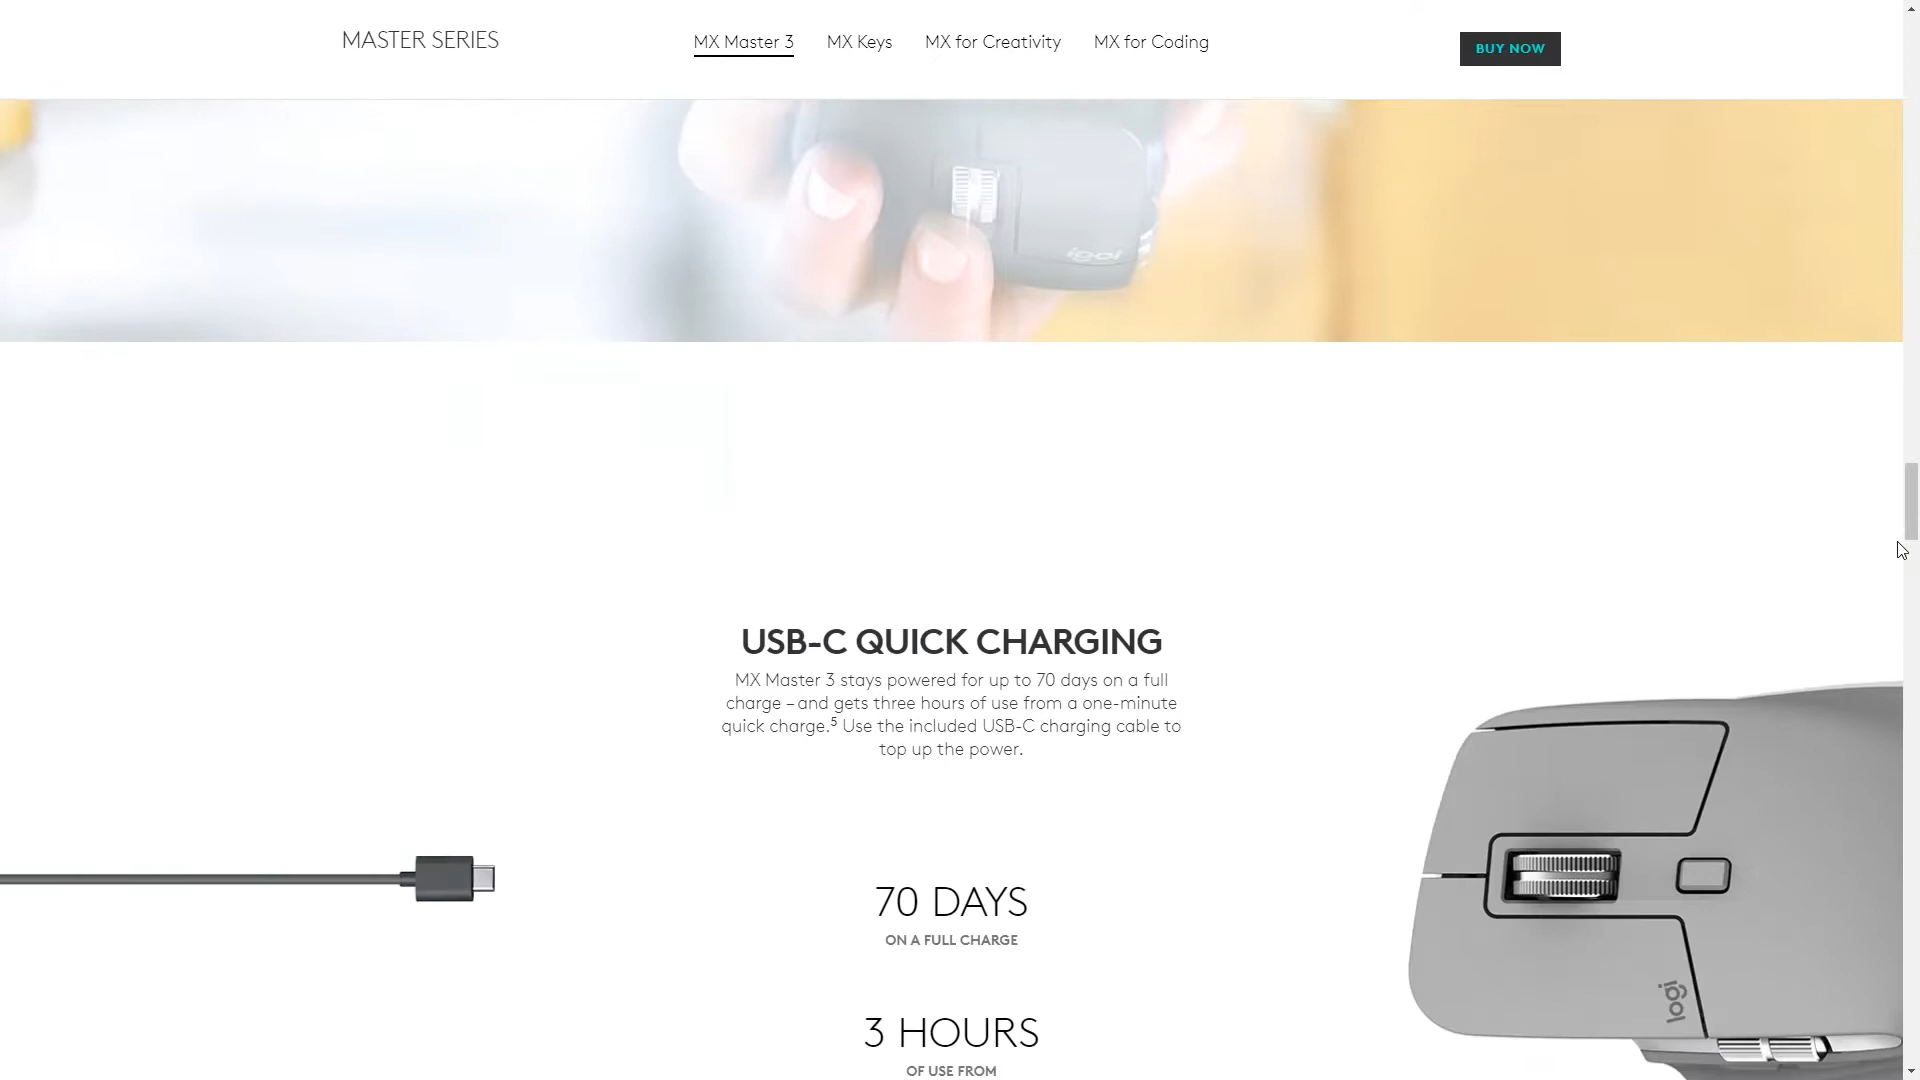 MASTER SERIES
MX Master 3
MX Keys
MX for Creativity
MX for Coding
BUY NOW
logi
USB-C QUICK CHARGING
MX Master 3 stays powered for up to 70 days on a full
charge – and gets three hours of use from a one-minute
quick charge.5 Use the included USB-C charging cable to
top up the power.
70 DAYS
ON A FULL CHARGE
logi
3 HOURS
OF USE FROM